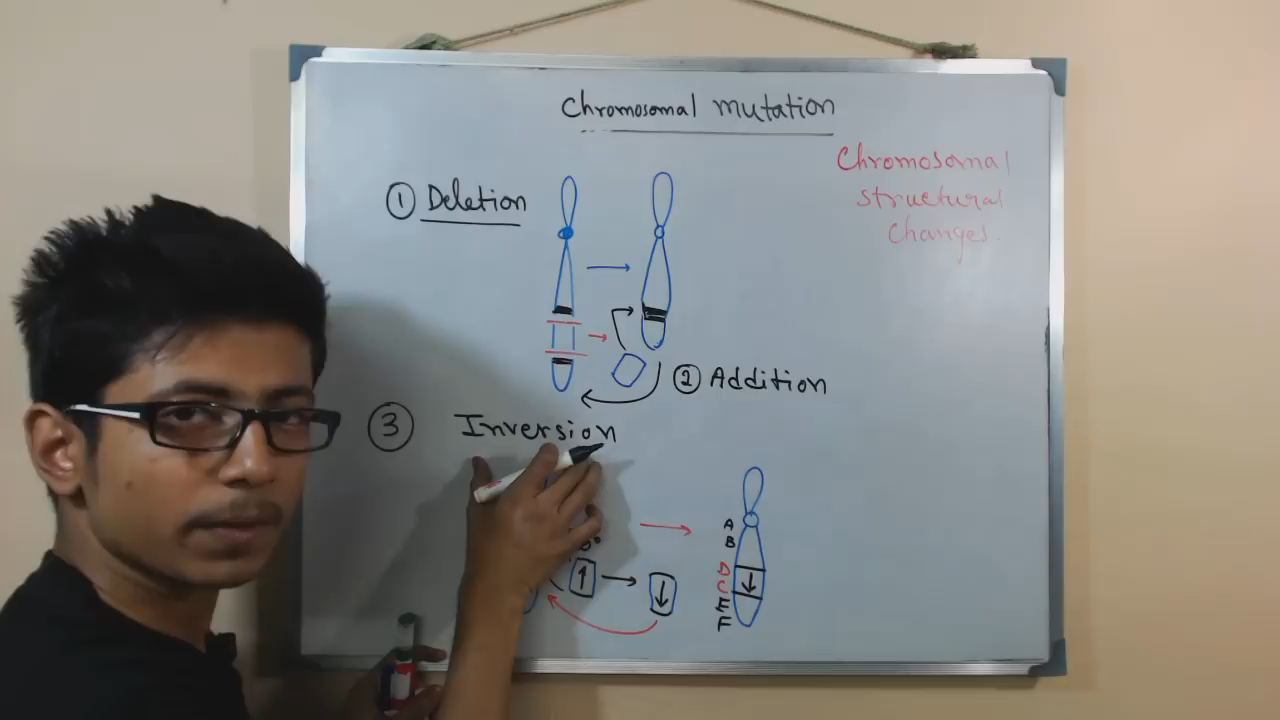 Chromosomal mutation
Chromosomal
structural
changes.
① Deletion
② Addition
③ Inversion
A
B
D
C
E
F